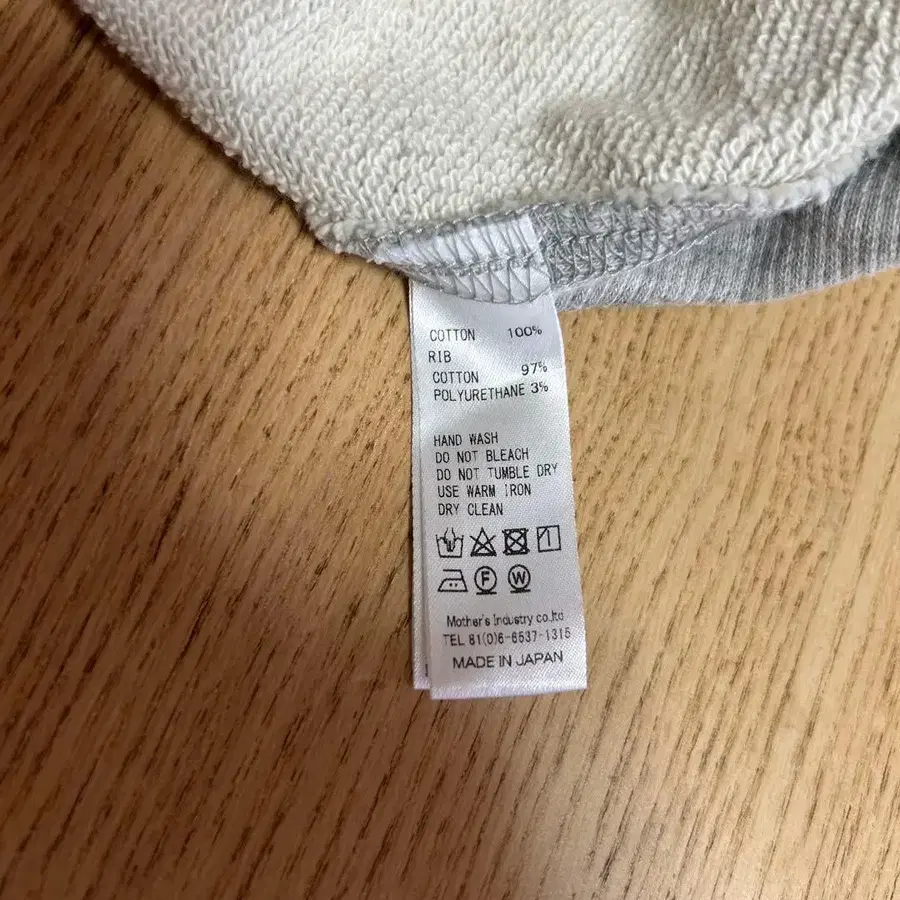 COTTON 100%
RIB
COTTON 97%
POLYURETHANE 3%
HAND WASH
DO NOT BLEACH
DO NOT TUMBLE DRY
USE WARM IRON
DRY CLEAN
F W
Mother's Industry co.ltd
TEL 81(0)6-6537-1315
MADE IN JAPAN